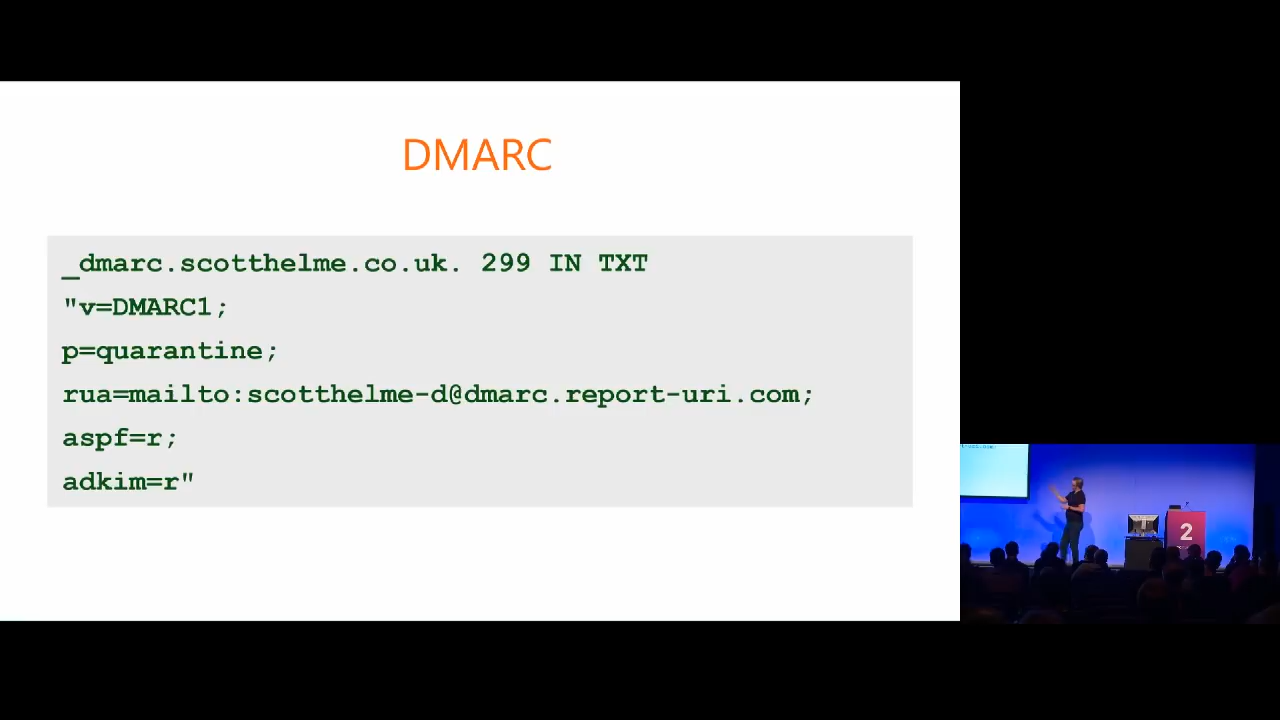 DMARC
_dmarc.scotthelme.co.uk. 299 IN TXT
"v=DMARC1;
p=quarantine;
rua=mailto:scotthelme-d@dmarc.report-uri.com;
aspf=r;
adkim=r"
2